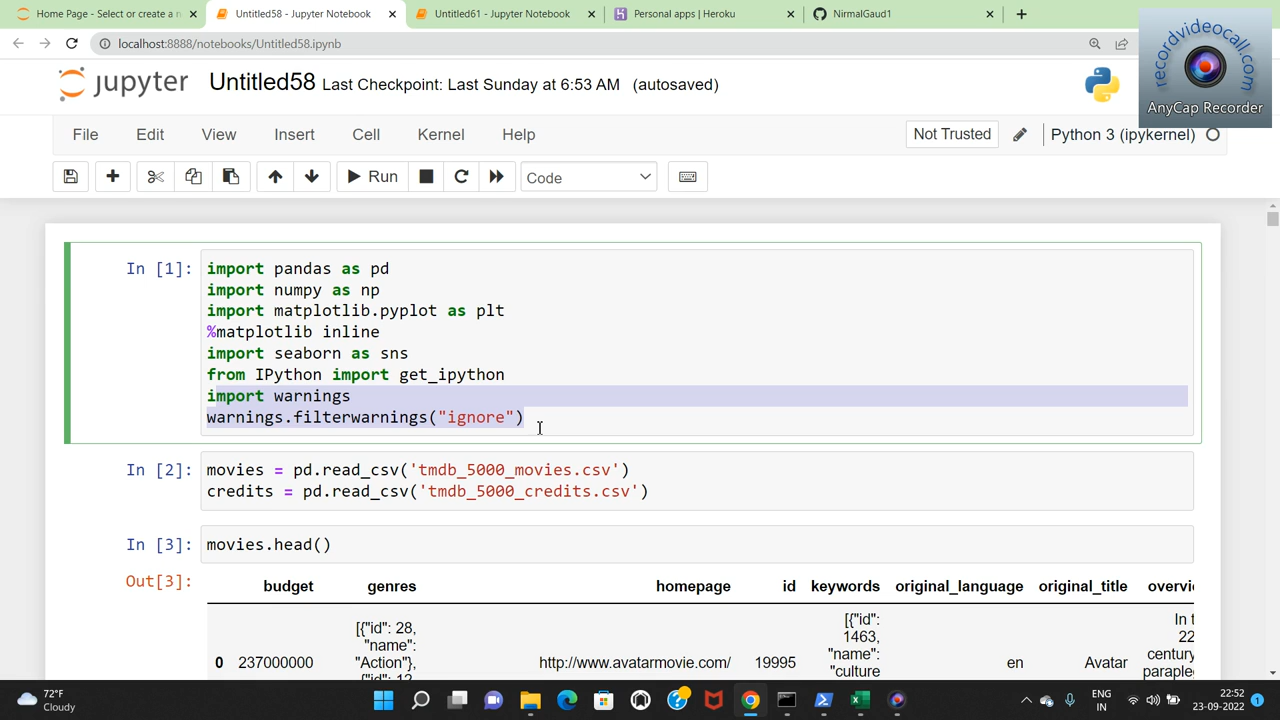 Home Page - Select or create a n
Untitled58 - Jupyter Notebook
Untitled61 - Jupyter Notebook
Personal apps | Heroku
NirmalGaud1
localhost:8888/notebooks/Untitled58.ipynb
recordvideocall.com
AnyCap Recorder
jupyter Untitled58 Last Checkpoint: Last Sunday at 6:53 AM (autosaved)
File Edit View Insert Cell Kernel Help
Not Trusted
Python 3 (ipykernel)
Run
Code
In [1]:
import pandas as pd
import numpy as np
import matplotlib.pyplot as plt
%matplotlib inline
import seaborn as sns
from IPython import get_ipython
import warnings
warnings.filterwarnings("ignore")
In [2]:
movies = pd.read_csv('tmdb_5000_movies.csv')
credits = pd.read_csv('tmdb_5000_credits.csv')
In [3]:
movies.head()
Out[3]:
budget genres homepage id keywords original_language original_title overvi
0 237000000
[{"id": 28,
"name":
"Action"},
http://www.avatarmovie.com/
19995
[{"id":
1463,
"name":
"culture
en
Avatar
In t
22
century
paraple
72°F
Cloudy
ENG
IN
22:52
23-09-2022
1